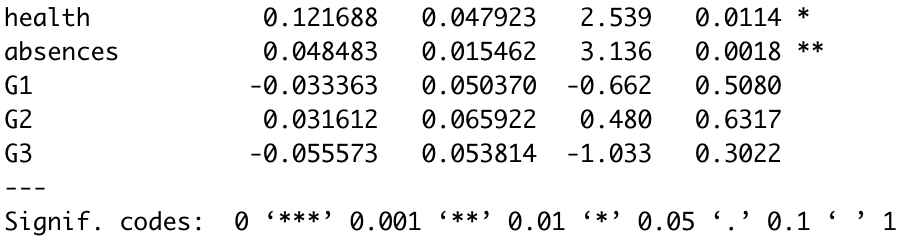 health 0.121688 0.047923 2.539 0.0114 *
absences 0.048483 0.015462 3.136 0.0018 **
G1 -0.033363 0.050370 -0.662 0.5080
G2 0.031612 0.065922 0.480 0.6317
G3 -0.055573 0.053814 -1.033 0.3022
---
Signif. codes: 0 ‘***’ 0.001 ‘**’ 0.01 ‘*’ 0.05 ‘.’ 0.1 ‘ ’ 1